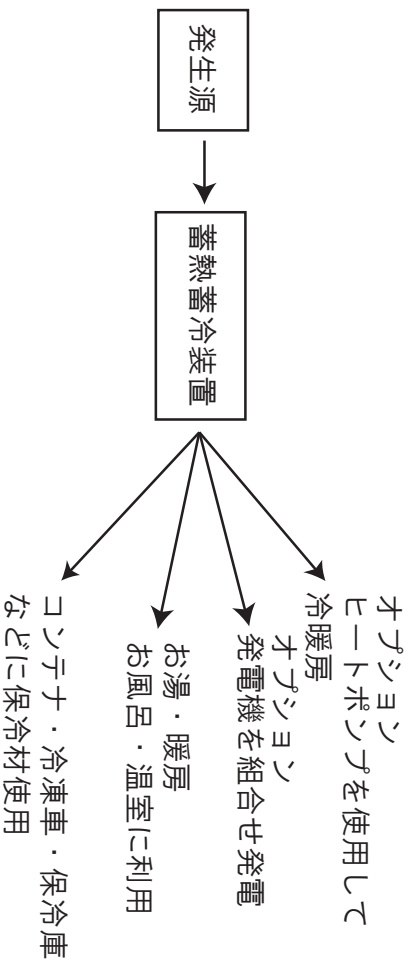 発生源
蓄熱蓄冷装置
オプション
ヒートポンプを使用して
冷暖房
オプション
発電機を組合せ発電
お湯・暖房
お風呂・温室に利用
コンテナ・冷凍車・保冷庫
などに保冷材使用